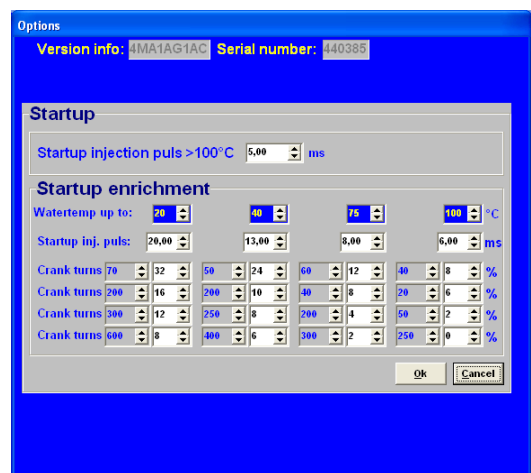 Options
Version info: 4MA1AG1AC Serial number: 440385
Startup
Startup injection puls >100°C 5,00 ms
Startup enrichment
Watertemp up to: 20 40 75 100 °C
Startup inj. puls: 20,00 13,00 8,00 6,00 ms
Crank turns 70 32 50 24 60 12 40 8 %
Crank turns 200 16 200 10 40 8 20 6 %
Crank turns 300 12 250 8 200 4 50 2 %
Crank turns 600 8 400 6 300 2 250 0 %
Ok Cancel